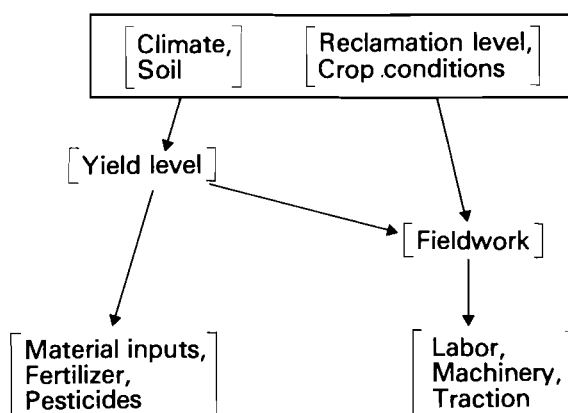 [Climate,
Soil]
[Reclamation level,
Crop conditions]
[Yield level]
[Fieldwork]
[Material inputs,
Fertilizer,
Pesticides]
[Labor,
Machinery,
Traction]